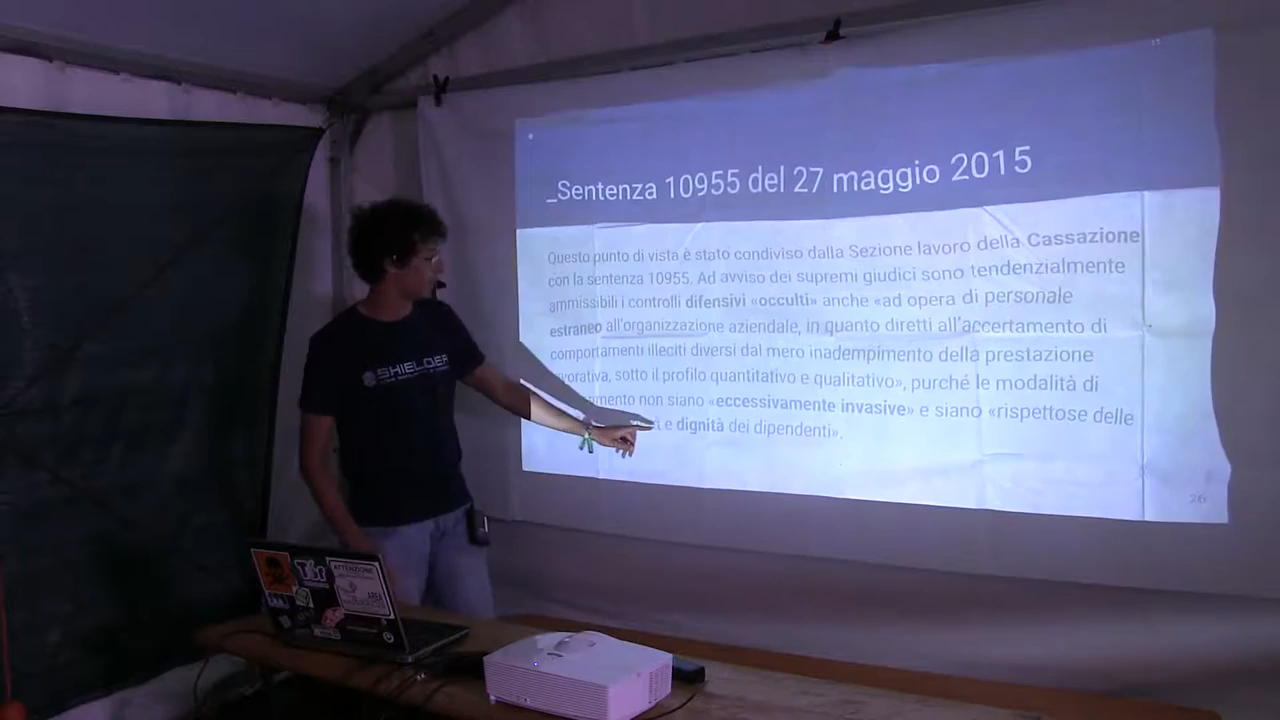 _Sentenza 10955 del 27 maggio 2015
Questo punto di vista è stato condiviso dalla Sezione lavoro della Cassazione
con la sentenza 10955. Ad avviso dei supremi giudici sono tendenzialmente
ammissibili i controlli difensivi «occulti» anche «ad opera di personale
estraneo all'organizzazione aziendale, in quanto diretti all'accertamento di
comportamenti illeciti diversi dal mero inadempimento della prestazione
vorativa, sotto il profilo quantitativo e qualitativo», purché le modalità di
mento non siano «eccessivamente invasive» e siano «rispettose delle
e dignità dei dipendenti».
26
SHIELDER
Tor
ATTENZIONE
AREA